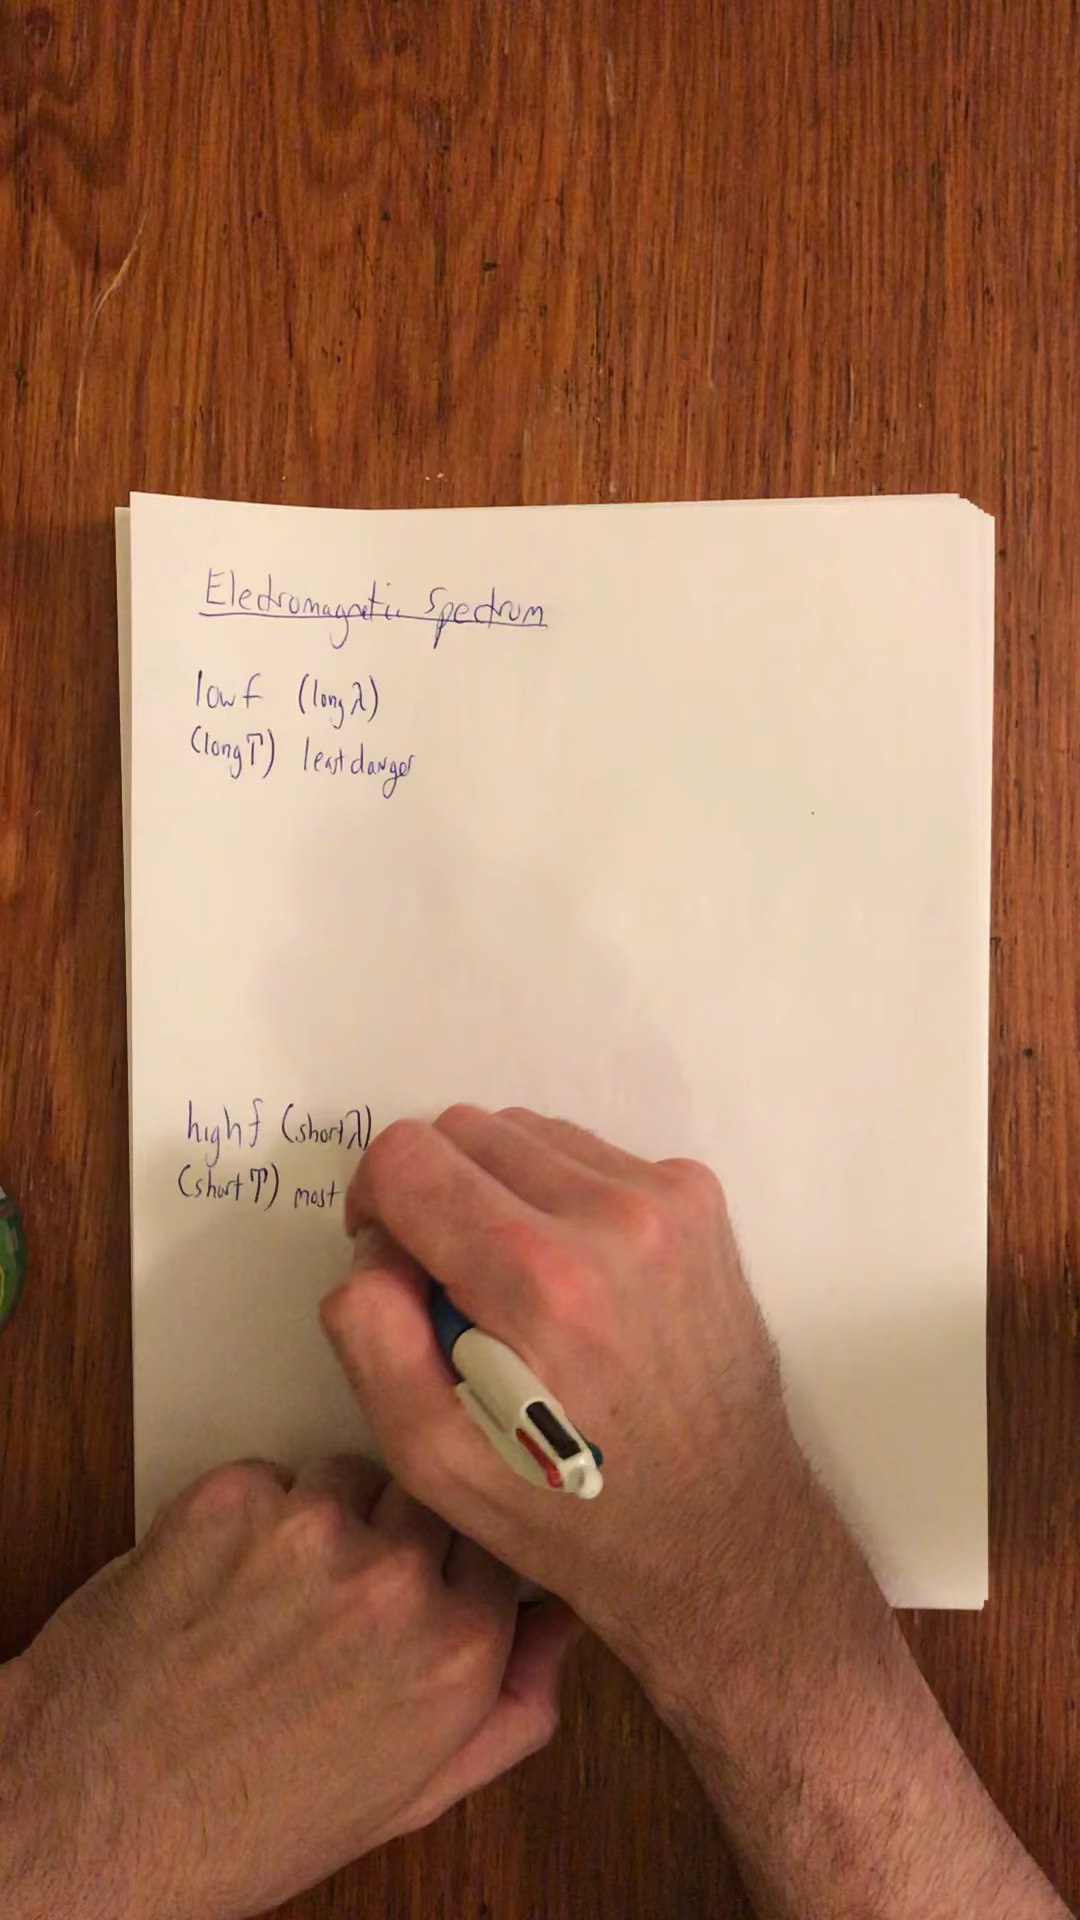 Electromagnetic Spectrum
low f (long λ)
(long T) least danger
high f (short λ)
(short T) most